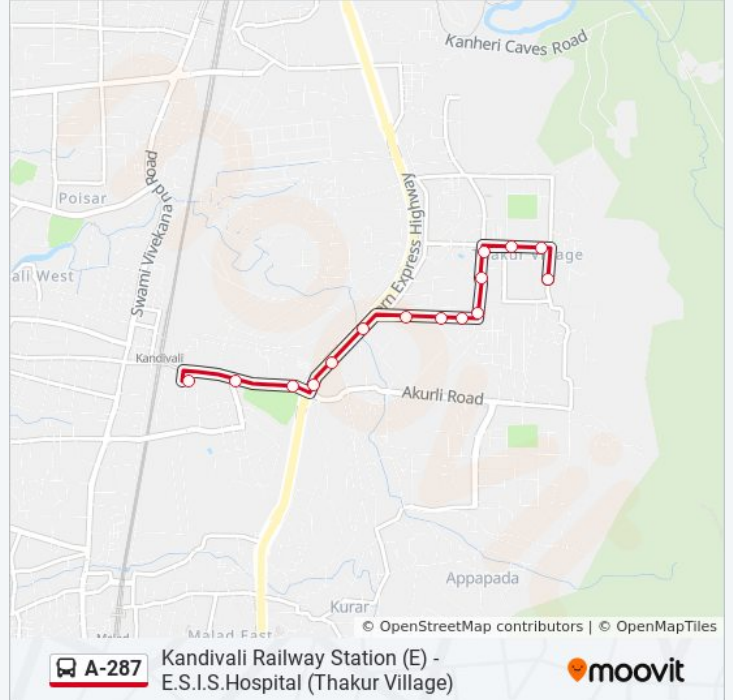 Kanheri Caves Road
Swami Vivekanand Road
Poisar
ali West
ern Express Highway
Thakur Village
Kandivali
Akurli Road
Appapada
Kurar
Malad East
© OpenStreetMap contributors | © OpenMapTiles
A-287
Kandivali Railway Station (E) -
E.S.I.S.Hospital (Thakur Village)
moovit